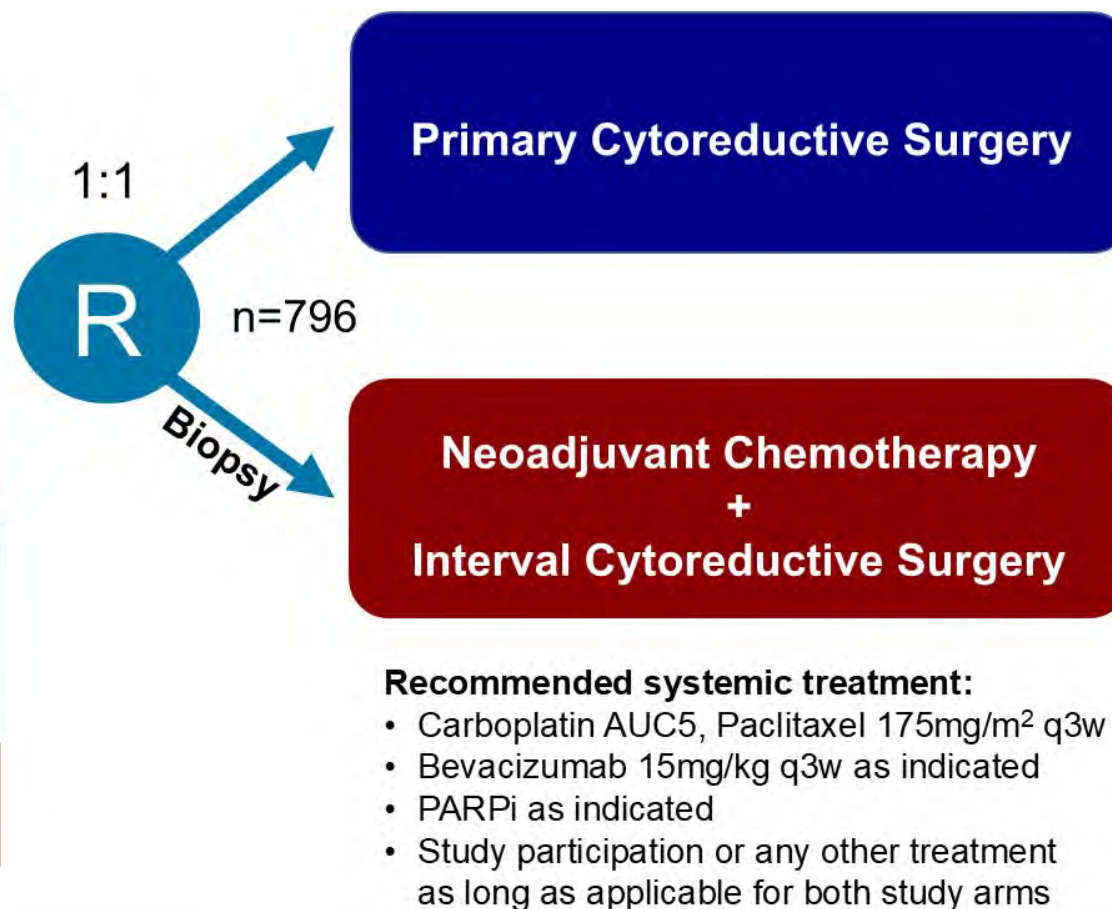 Primary Cytoreductive Surgery
1:1
R
n=796
Biopsy
Neoadjuvant Chemotherapy
+
Interval Cytoreductive Surgery
Recommended systemic treatment:
• Carboplatin AUC5, Paclitaxel 175mg/m² q3w
• Bevacizumab 15mg/kg q3w as indicated
• PARPi as indicated
• Study participation or any other treatment
as long as applicable for both study arms